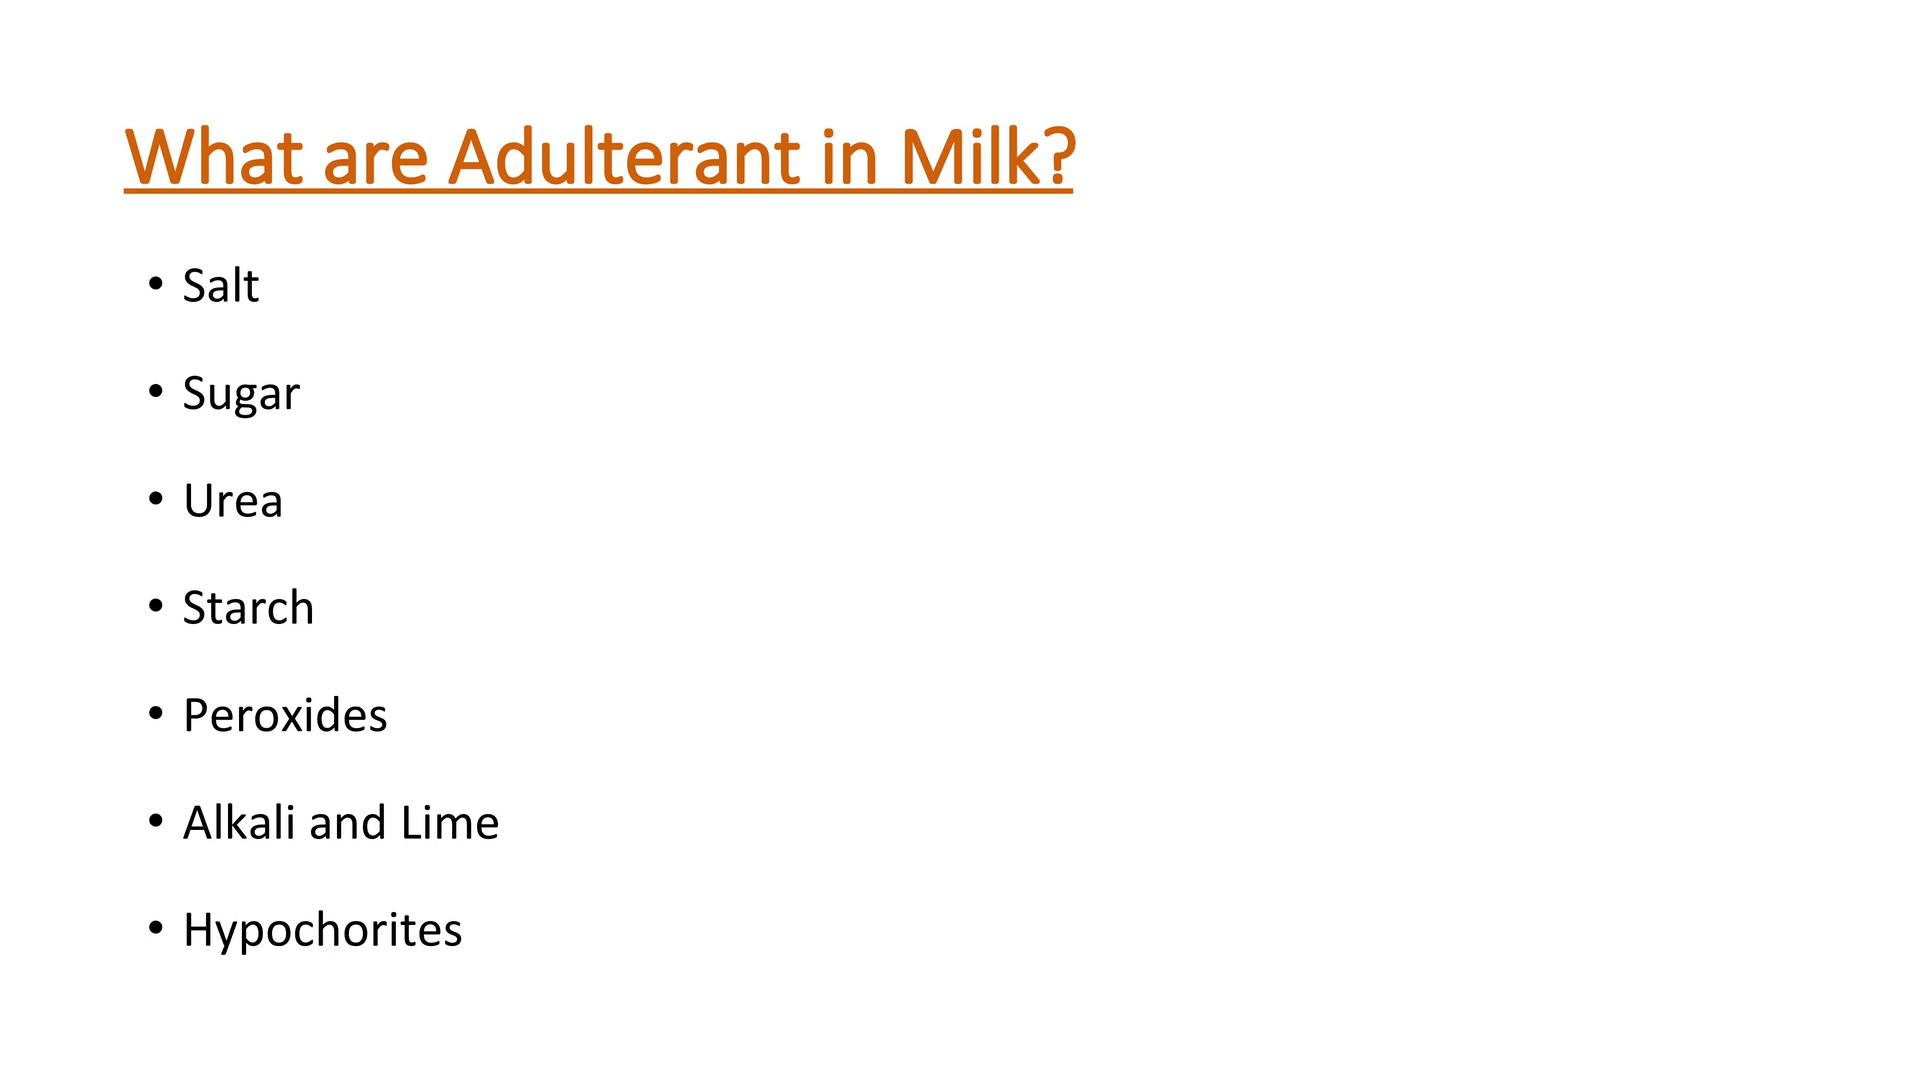 What are Adulterant in Milk?
• Salt
• Sugar
• Urea
• Starch
• Peroxides
• Alkali and Lime
• Hypochorites